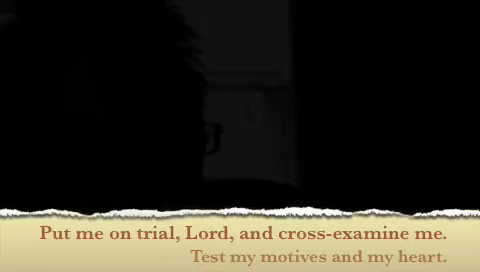 Put me on trial, Lord, and cross-examine me.
Test my motives and my heart.